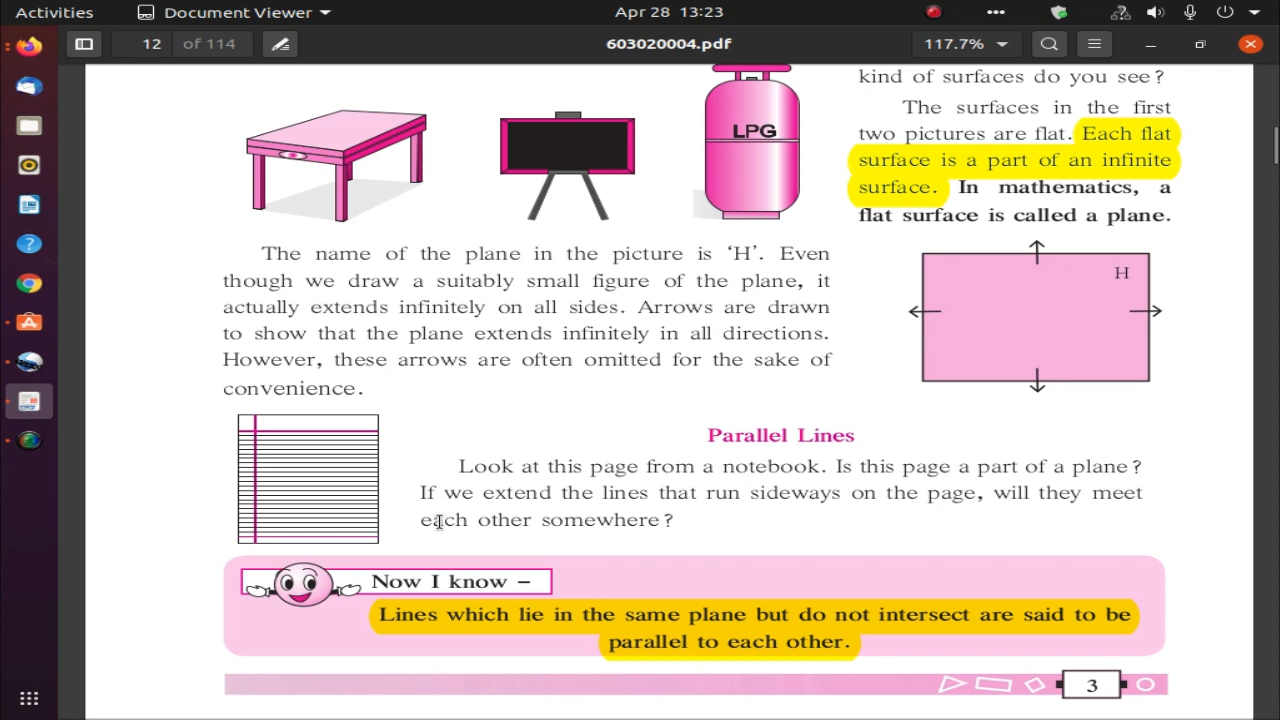 Activities
Document Viewer
Apr 28 13:23
12 of 114
603020004.pdf
117.7%
LPG
kind of surfaces do you see?
The surfaces in the first
two pictures are flat. Each flat
surface is a part of an infinite
surface. In mathematics, a
flat surface is called a plane.
The name of the plane in the picture is ‘H’. Even
though we draw a suitably small figure of the plane, it
actually extends infinitely on all sides. Arrows are drawn
to show that the plane extends infinitely in all directions.
However, these arrows are often omitted for the sake of
convenience.
H
Parallel Lines
Look at this page from a notebook. Is this page a part of a plane?
If we extend the lines that run sideways on the page, will they meet
each other somewhere?
Now I know –
Lines which lie in the same plane but do not intersect are said to be
parallel to each other.
3